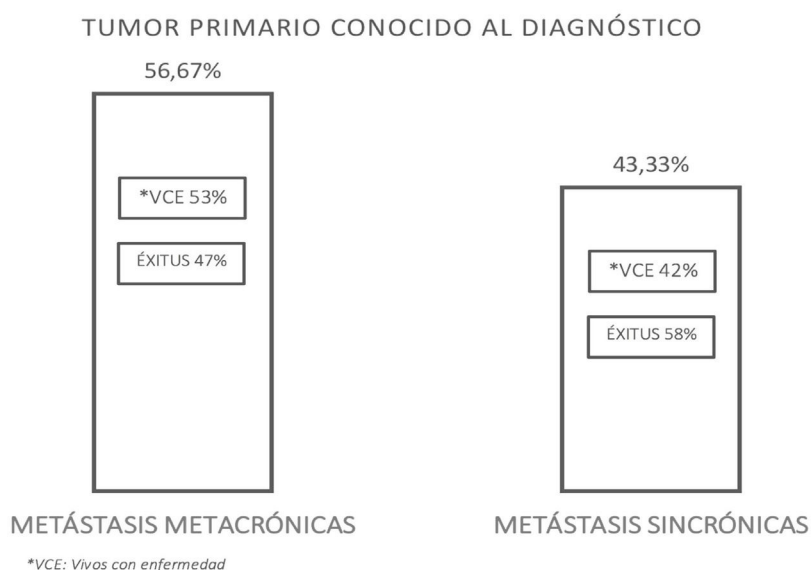 TUMOR PRIMARIO CONOCIDO AL DIAGNÓSTICO
56,67%
*VCE 53%
ÉXITUS 47%
METÁSTASIS METACRÓNICAS
43,33%
*VCE 42%
ÉXITUS 58%
METÁSTASIS SINCRÓNICAS
*VCE: Vivos con enfermedad